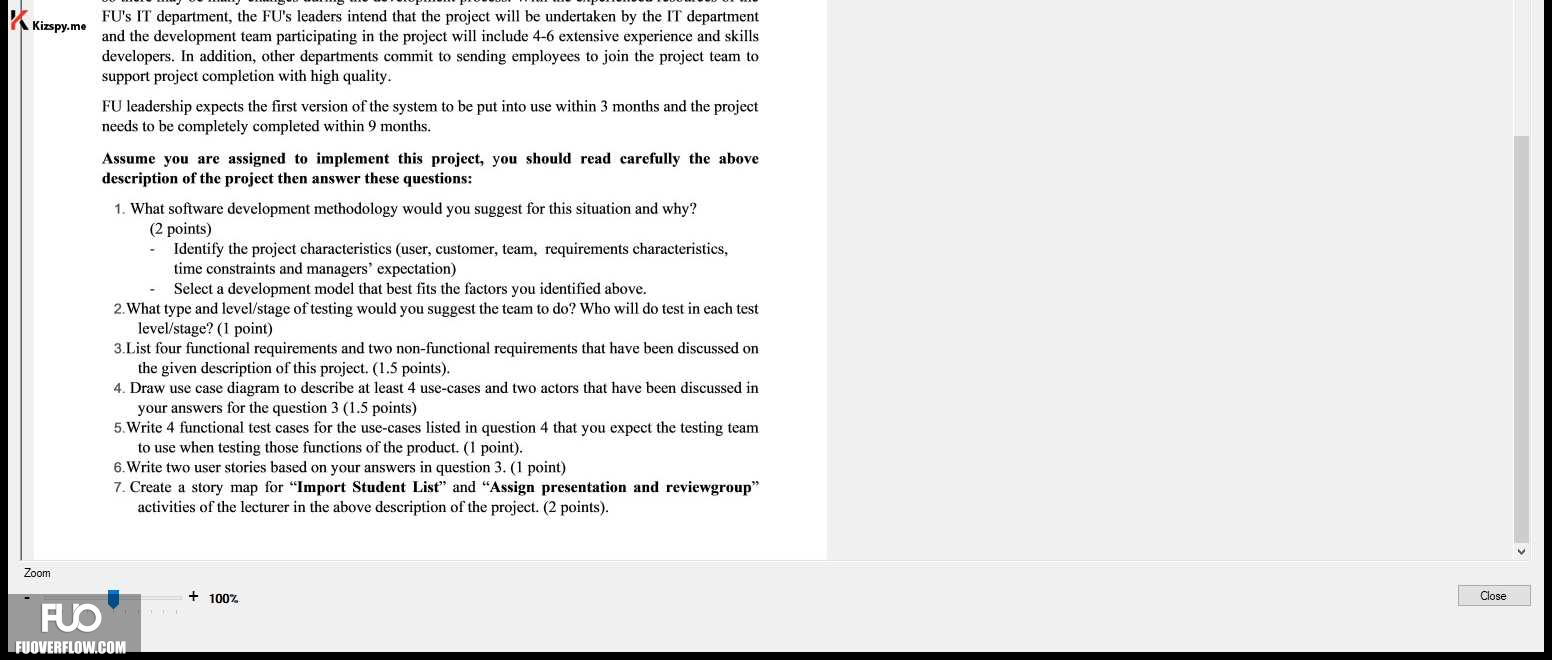 Kizspy.me
FU's IT department, the FU's leaders intend that the project will be undertaken by the IT department
and the development team participating in the project will include 4-6 extensive experience and skills
developers. In addition, other departments commit to sending employees to join the project team to
support project completion with high quality.
FU leadership expects the first version of the system to be put into use within 3 months and the project
needs to be completely completed within 9 months.
Assume you are assigned to implement this project, you should read carefully the above
description of the project then answer these questions:
1. What software development methodology would you suggest for this situation and why?
(2 points)
- Identify the project characteristics (user, customer, team, requirements characteristics,
time constraints and managers’ expectation)
- Select a development model that best fits the factors you identified above.
2.What type and level/stage of testing would you suggest the team to do? Who will do test in each test
level/stage? (1 point)
3.List four functional requirements and two non-functional requirements that have been discussed on
the given description of this project. (1.5 points).
4. Draw use case diagram to describe at least 4 use-cases and two actors that have been discussed in
your answers for the question 3 (1.5 points)
5.Write 4 functional test cases for the use-cases listed in question 4 that you expect the testing team
to use when testing those functions of the product. (1 point).
6.Write two user stories based on your answers in question 3. (1 point)
7. Create a story map for “Import Student List” and “Assign presentation and reviewgroup”
activities of the lecturer in the above description of the project. (2 points).
Zoom
- + 100%
Close
FUO
FUOVERFLOW.COM